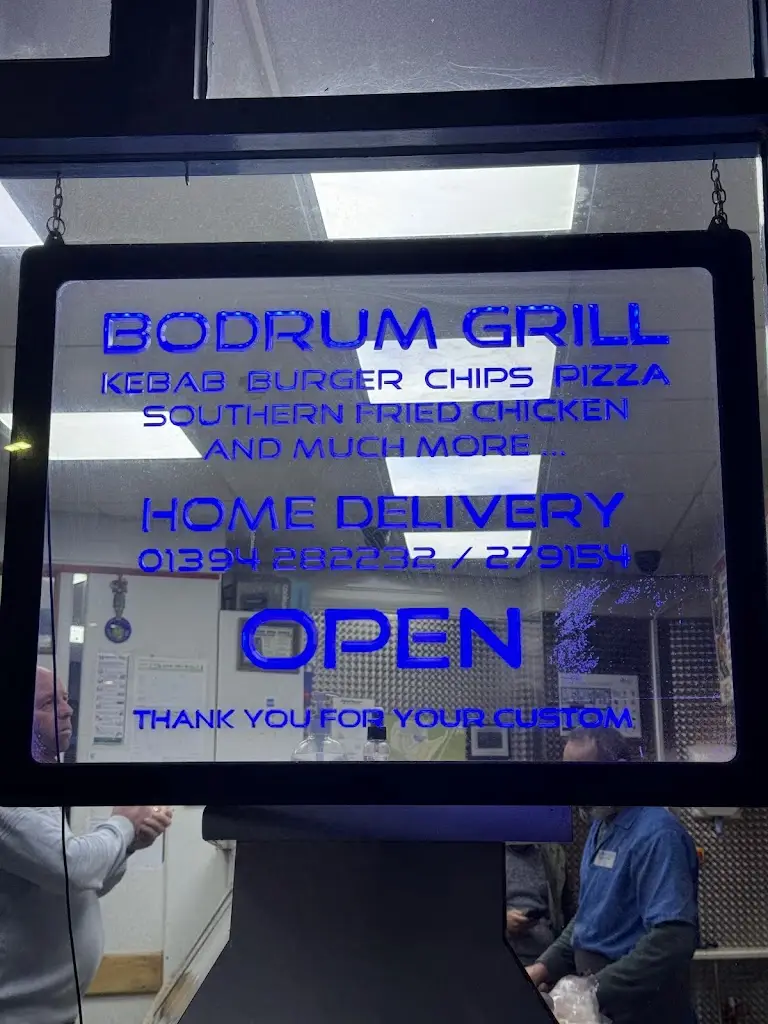 BODRUM GRILL
KEBAB BURGER CHIPS PIZZA
SOUTHERN FRIED CHICKEN
AND MUCH MORE ...
HOME DELIVERY
01394 282232 / 279154
OPEN
THANK YOU FOR YOUR CUSTOM